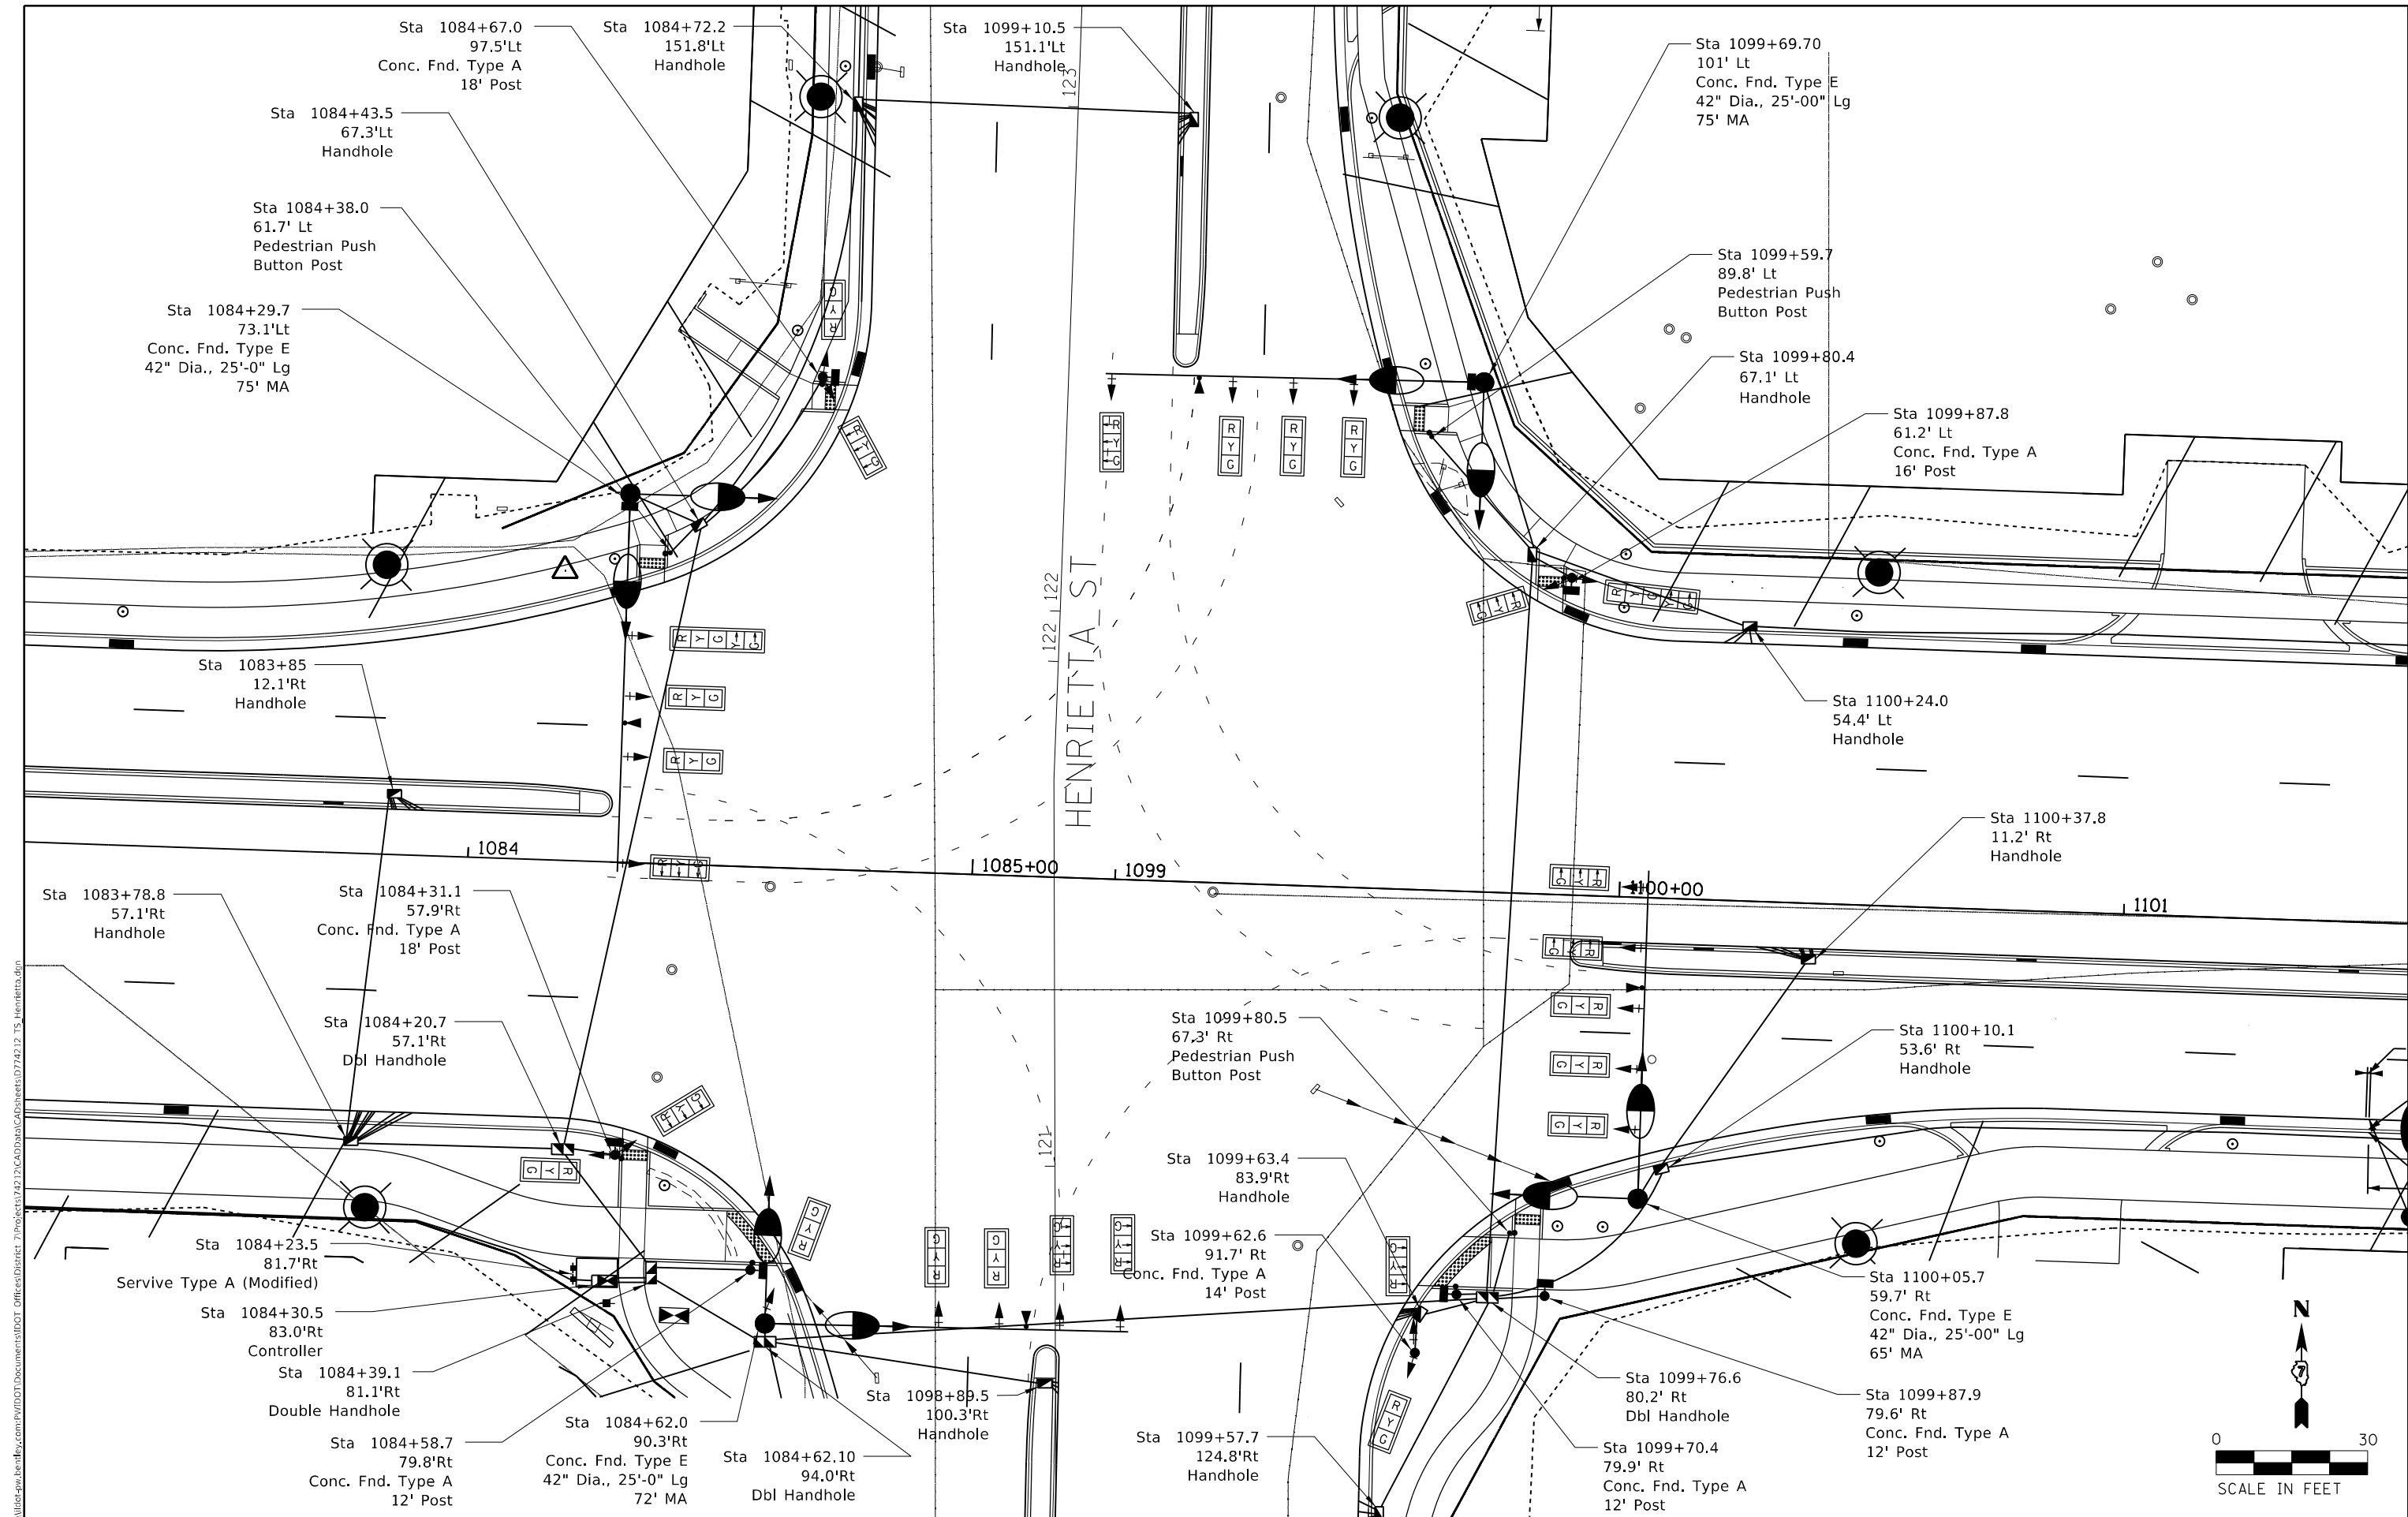 Sta 1084+67.0
97.5'Lt
Conc. Fnd. Type A
18' Post
Sta 1084+72.2
151.8'Lt
Handhole
Sta 1099+10.5
151.1'Lt
Handhole
123
Sta 1099+69.70
101' Lt
Conc. Fnd. Type E
42" Dia., 25'-00" Lg
75' MA
Sta 1084+43.5
67.3'Lt
Handhole
Sta 1084+38.0
61.7' Lt
Pedestrian Push
Button Post
Sta 1099+59.7
89.8' Lt
Pedestrian Push
Button Post
Sta 1084+29.7
73.1'Lt
Conc. Fnd. Type E
42" Dia., 25'-0" Lg
75' MA
Sta 1099+80.4
67.1' Lt
Handhole
Sta 1099+87.8
61.2' Lt
Conc. Fnd. Type A
16' Post
G Y R
R Y G
R Y G
R Y G
R Y G
R Y G
R Y G
R Y G Y G
122 122
HENRIETTA ST
R Y G Y G
R Y G
R Y G
R Y G
Sta 1083+85
12.1'Rt
Handhole
Sta 1100+24.0
54.4' Lt
Handhole
Sta 1100+37.8
11.2' Rt
Handhole
1084
1085+00
1099
1100+00
1101
R Y G
R Y G
R Y G
R Y G
R Y G
Sta 1083+78.8
57.1'Rt
Handhole
Sta 1084+31.1
57.9'Rt
Conc. Fnd. Type A
18' Post
Sta 1084+20.7
57.1'Rt
Dbl Handhole
Sta 1099+80.5
67.3' Rt
Pedestrian Push
Button Post
Sta 1100+10.1
53.6' Rt
Handhole
121
R Y G
R Y G
R Y G
Sta 1099+63.4
83.9'Rt
Handhole
Sta 1099+62.6
91.7' Rt
Conc. Fnd. Type A
14' Post
R Y G
R Y G
R Y G
R Y G
R Y G
R Y G
Sta 1084+23.5
81.7'Rt
Servive Type A (Modified)
Sta 1084+30.5
83.0'Rt
Controller
Sta 1084+39.1
81.1'Rt
Double Handhole
Sta 1084+58.7
79.8'Rt
Conc. Fnd. Type A
12' Post
Sta 1084+62.0
90.3'Rt
Conc. Fnd. Type E
42" Dia., 25'-0" Lg
72' MA
Sta 1084+62.10
94.0'Rt
Dbl Handhole
Sta 1098+89.5
100.3'Rt
Handhole
Sta 1099+57.7
124.8'Rt
Handhole
Sta 1099+70.4
79.9' Rt
Conc. Fnd. Type A
12' Post
Sta 1099+76.6
80.2' Rt
Dbl Handhole
Sta 1099+87.9
79.6' Rt
Conc. Fnd. Type A
12' Post
Sta 1100+05.7
59.7' Rt
Conc. Fnd. Type E
42" Dia., 25'-00" Lg
65' MA
N
7
0 30
SCALE IN FEET